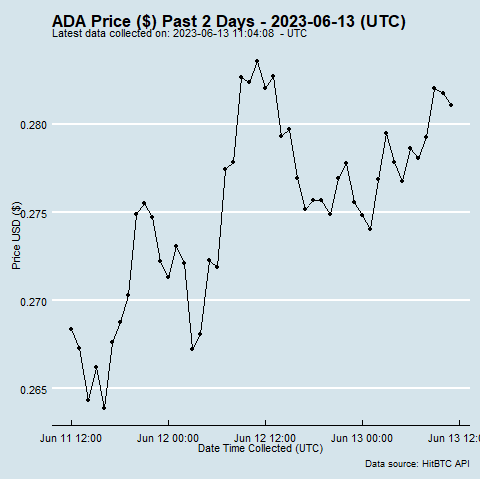 ADA Price ($) Past 2 Days - 2023-06-13 (UTC)
Latest data collected on: 2023-06-13 11:04:08 - UTC
0.280
0.275
0.270
0.265
Price USD ($)
Jun 11 12:00 Jun 12 00:00 Jun 12 12:00 Jun 13 00:00 Jun 13 12:0
Date Time Collected (UTC)
Data source: HitBTC API